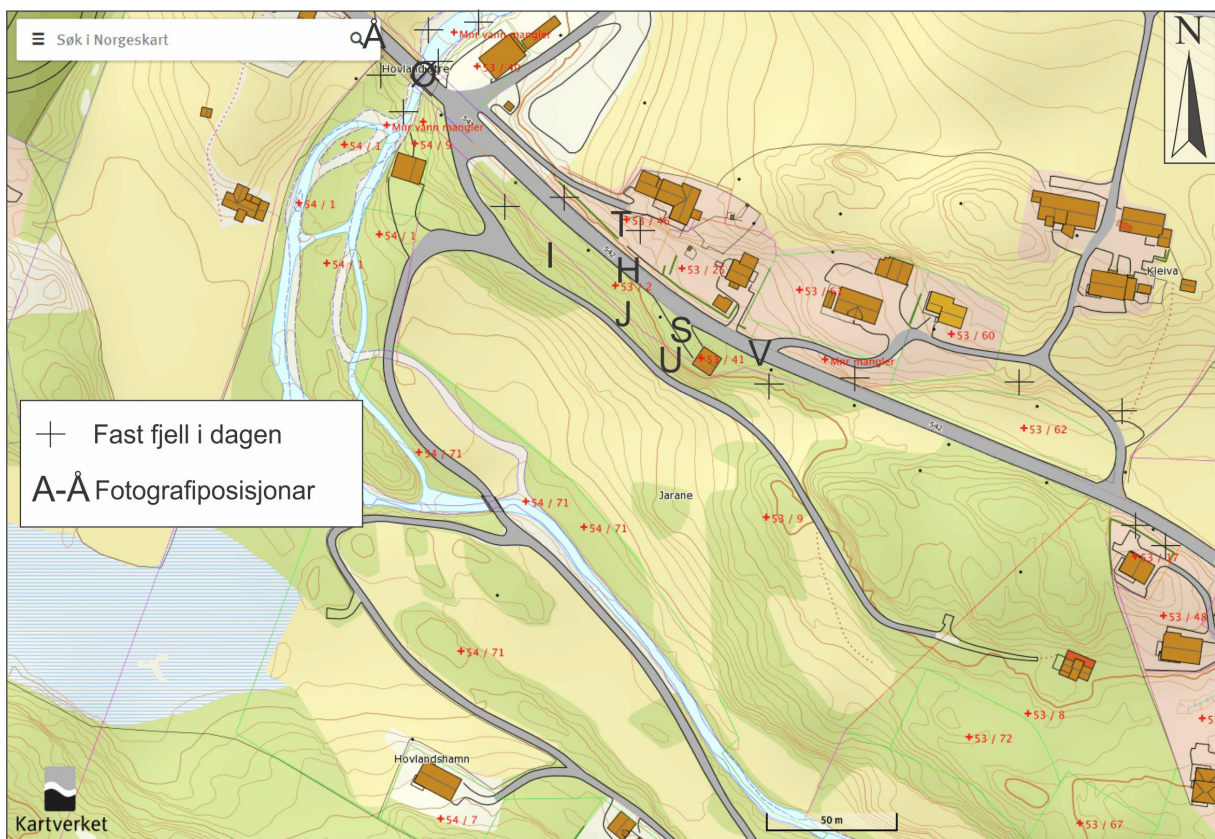 Søk i Norgeskart
Å
N
Mnr vann mangler
53 / 40
Ø
Mnr vann mangler
54 / 1
54 / 9
54 / 1
54 / 1
54 / 1
T
53 / 46
542
I
H
53 / 2
53 / 26
53 / 61
Kleiva
J
S
53 / 60
U
53 / 41
V
Mnr mangler
Fast fjell i dagen
A-Å Fotografiposisjonar
53 / 62
542
54 / 71
Jarane
54 / 71
54 / 71
53 / 9
53 / 17
53 / 48
54 / 71
53 / 8
53 / 72
Hovlandshamn
54 / 7
50 m
53 / 67
Kartverket